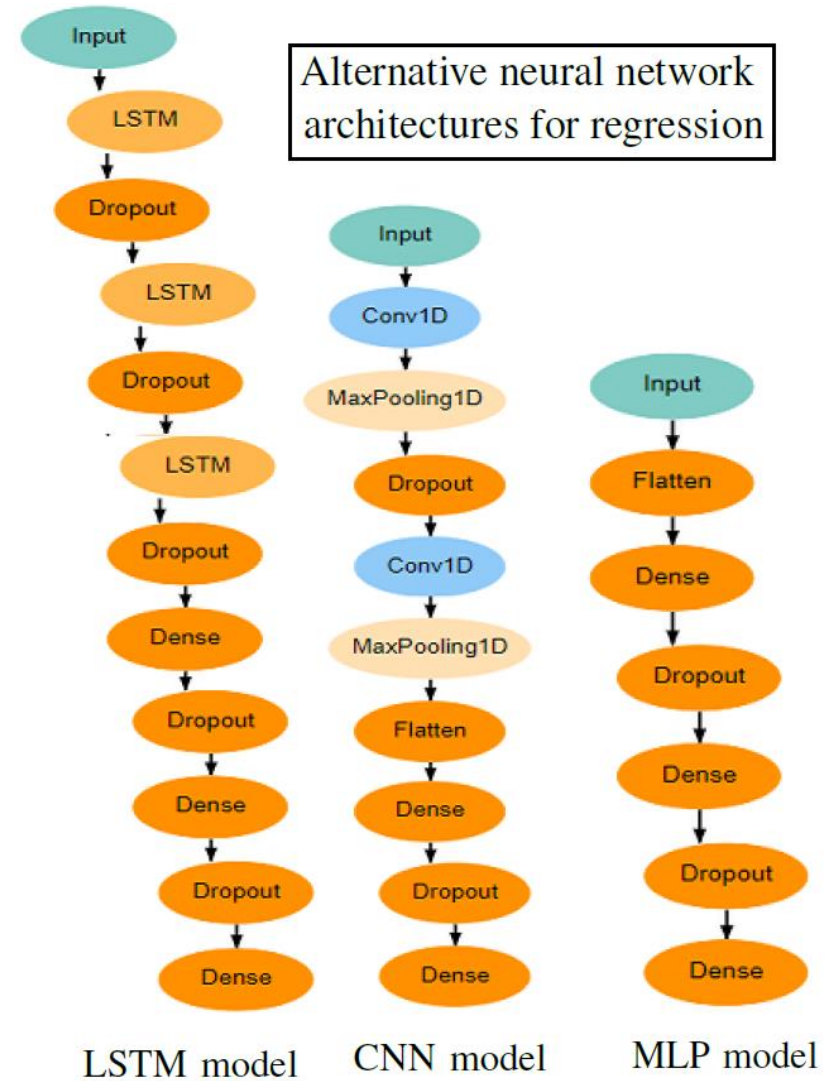 Alternative neural network
architectures for regression
Input
LSTM
Dropout
LSTM
Dropout
LSTM
Dropout
Dense
Dropout
Dense
Dropout
Dense
LSTM model
Input
Conv1D
MaxPooling1D
Dropout
Conv1D
MaxPooling1D
Flatten
Dense
Dropout
Dense
CNN model
Input
Flatten
Dense
Dropout
Dense
Dropout
Dense
MLP model